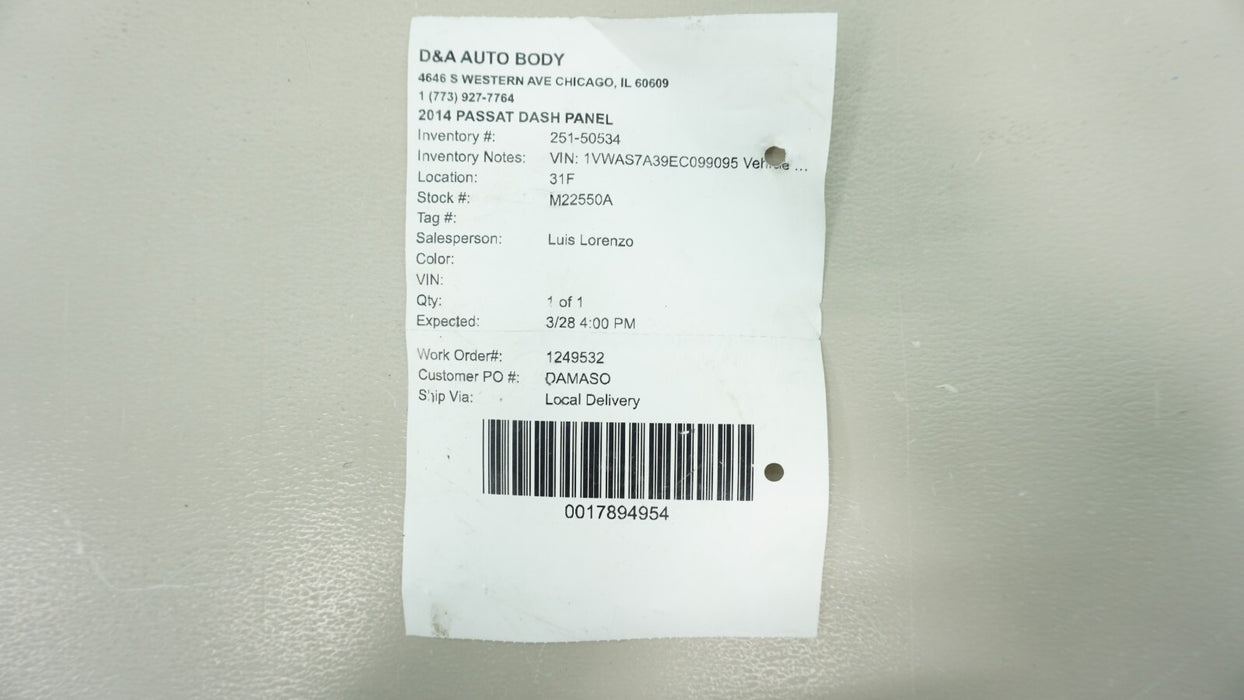 D&A AUTO BODY
4646 S WESTERN AVE CHICAGO, IL 60609
1 (773) 927-7764
2014 PASSAT DASH PANEL
Inventory #: 251-50534
Inventory Notes: VIN: 1VWAS7A39EC099095 Vehicle ...
Location: 31F
Stock #: M22550A
Tag #:
Salesperson: Luis Lorenzo
Color:
VIN:
Qty: 1 of 1
Expected: 3/28 4:00 PM
Work Order#: 1249532
Customer PO #: DAMASO
Ship Via: Local Delivery
0017894954